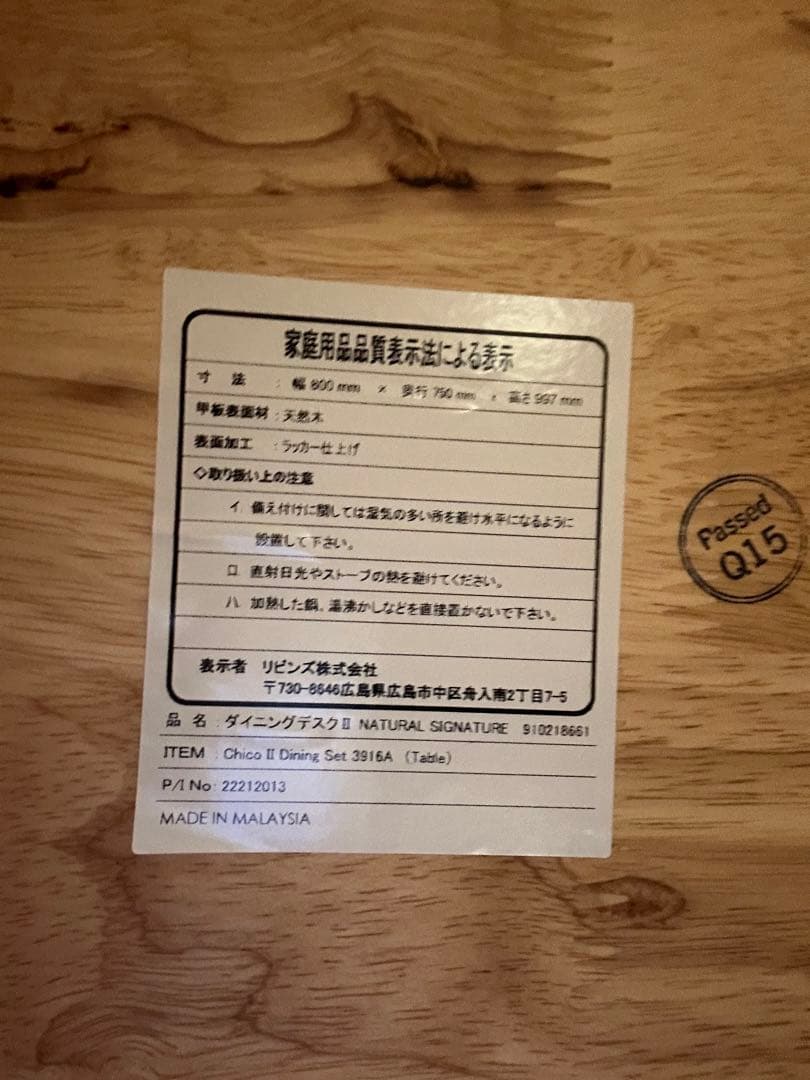 家庭用品品質表示法による表示
寸 法 : 幅 800 mm × 奥行 750 mm × 高さ 997 mm
甲板表面材 : 天然木
表面加工 : ラッカー仕上げ
◇取り扱い上の注意
イ. 備え付けに関しては湿気の多い所を避け水平になるように
設置して下さい。
ロ. 直射日光やストーブの熱を避けてください。
ハ. 加熱した鍋、湯沸かしなどを直接置かないで下さい。
表示者 リビンズ株式会社
〒730-8646広島県広島市中区舟入南2丁目7-5
品 名 : ダイニングデスクⅡ NATURAL SIGNATURE 910218661
ITEM : Chico Ⅱ Dining Set 3916A (Table)
P/I No: 22212013
MADE IN MALAYSIA
Passed
Q15